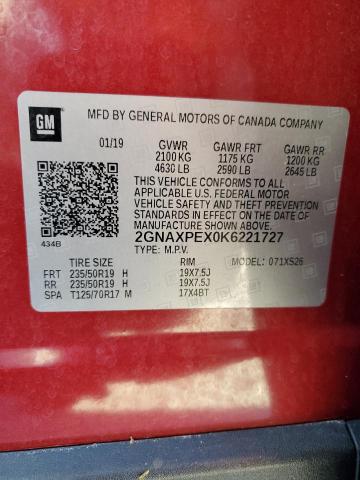 GM
MFD BY GENERAL MOTORS OF CANADA COMPANY
01/19 GVWR GAWR FRT GAWR RR
2100 KG 1175 KG 1200 KG
4630 LB 2590 LB 2645 LB
THIS VEHICLE CONFORMS TO ALL
APPLICABLE U.S. FEDERAL MOTOR
VEHICLE SAFETY AND THEFT
PREVENTION STANDARDS IN
EFFECT ON THE DATE OF
MANUFACTURE SHOWN ABOVE.
434B 2GNAXPEX0K6221727
TYPE: M.P.V.
TIRE SIZE RIM MODEL: 071XS26
FRT 235/50R19 H 19X7.5J
RR 235/50R19 H 19X7.5J
SPA T125/70R17 M 17X4BT